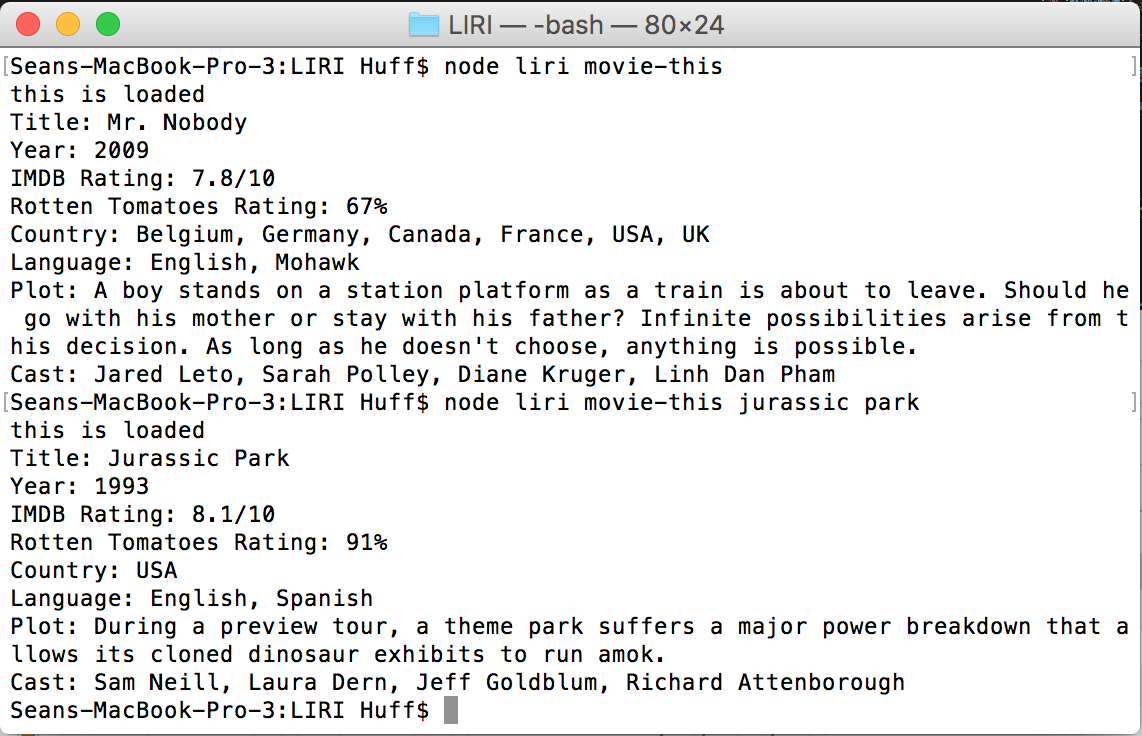 LIRI — -bash — 80×24
[Seans-MacBook-Pro-3:LIRI Huff$ node liri movie-this ]
this is loaded
Title: Mr. Nobody
Year: 2009
IMDB Rating: 7.8/10
Rotten Tomatoes Rating: 67%
Country: Belgium, Germany, Canada, France, USA, UK
Language: English, Mohawk
Plot: A boy stands on a station platform as a train is about to leave. Should he
 go with his mother or stay with his father? Infinite possibilities arise from t
his decision. As long as he doesn't choose, anything is possible.
Cast: Jared Leto, Sarah Polley, Diane Kruger, Linh Dan Pham
[Seans-MacBook-Pro-3:LIRI Huff$ node liri movie-this jurassic park ]
this is loaded
Title: Jurassic Park
Year: 1993
IMDB Rating: 8.1/10
Rotten Tomatoes Rating: 91%
Country: USA
Language: English, Spanish
Plot: During a preview tour, a theme park suffers a major power breakdown that a
llows its cloned dinosaur exhibits to run amok.
Cast: Sam Neill, Laura Dern, Jeff Goldblum, Richard Attenborough
Seans-MacBook-Pro-3:LIRI Huff$